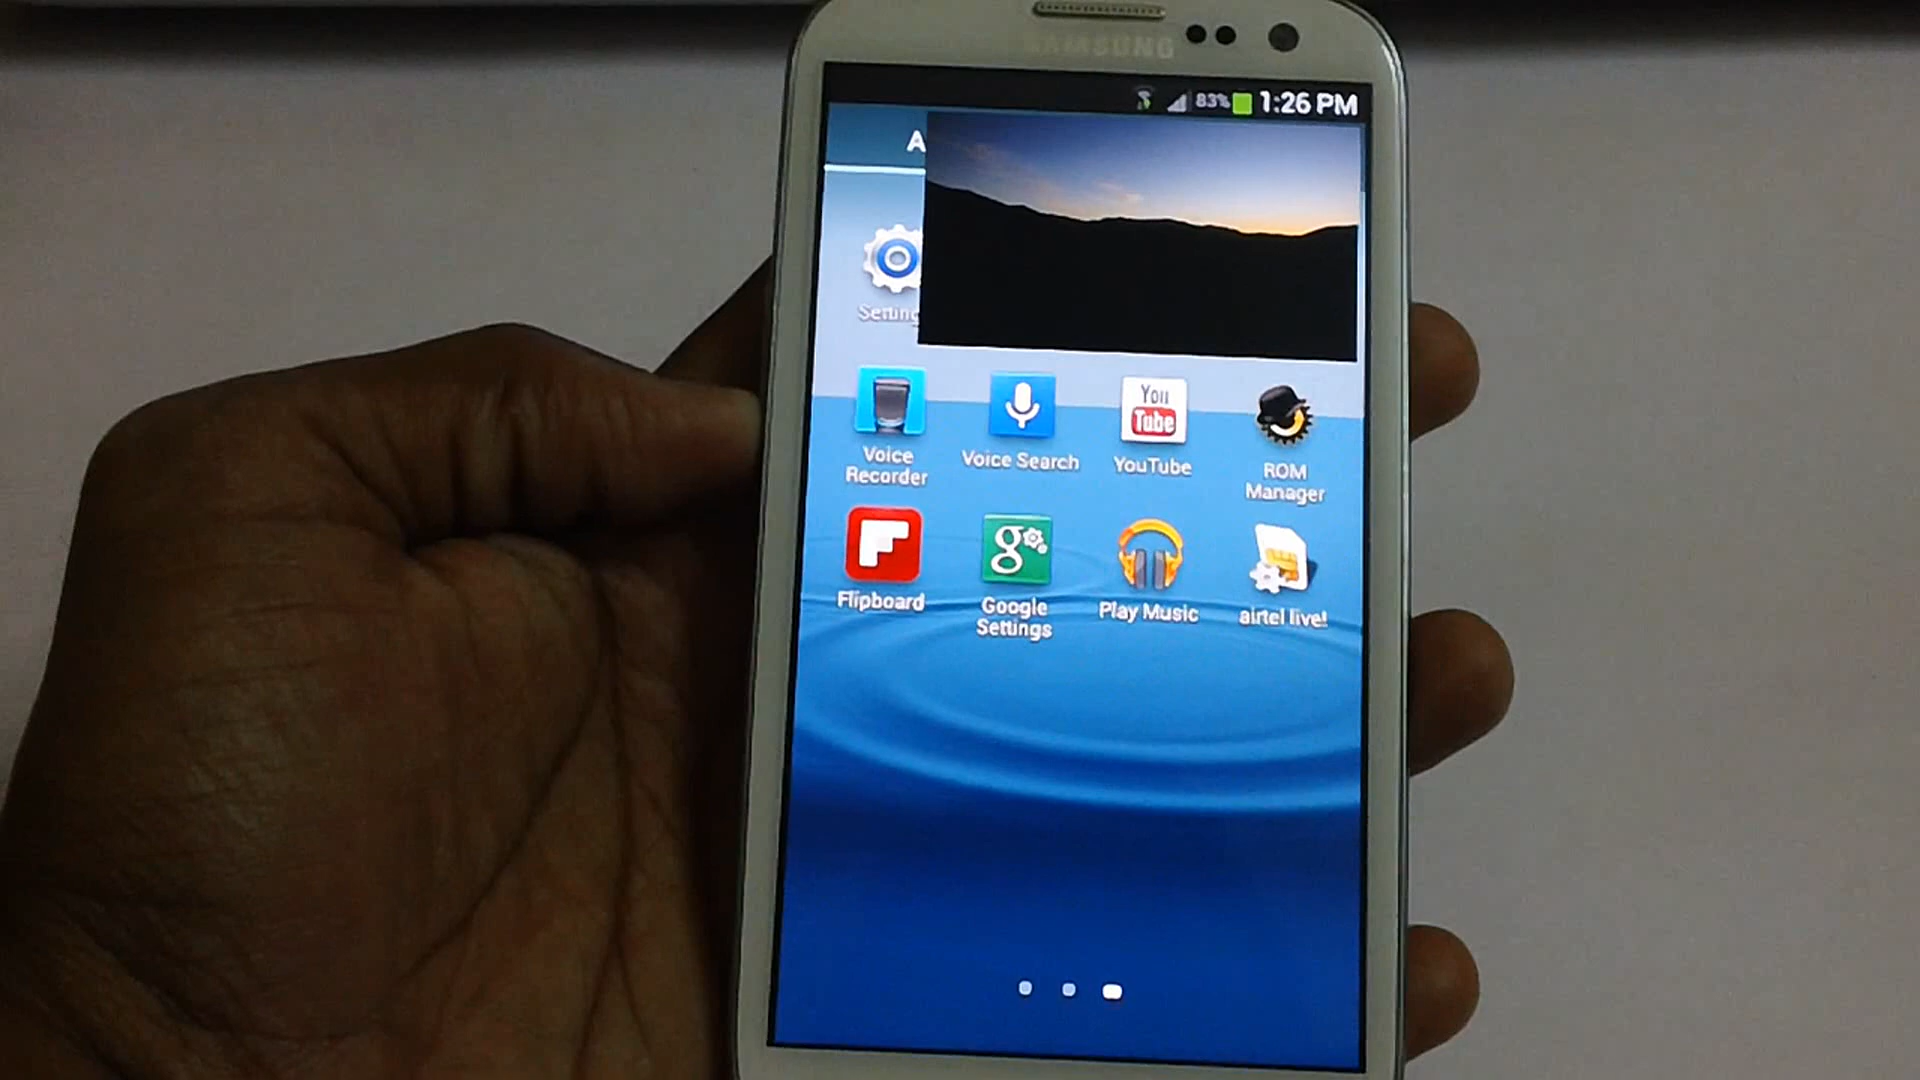 SAMSUNG
83% 1:26 PM
A
Setting
Voice
Recorder
Voice Search
You
Tube
YouTube
ROM
Manager
Flipboard
g
Google
Settings
Play Music
airtel live!